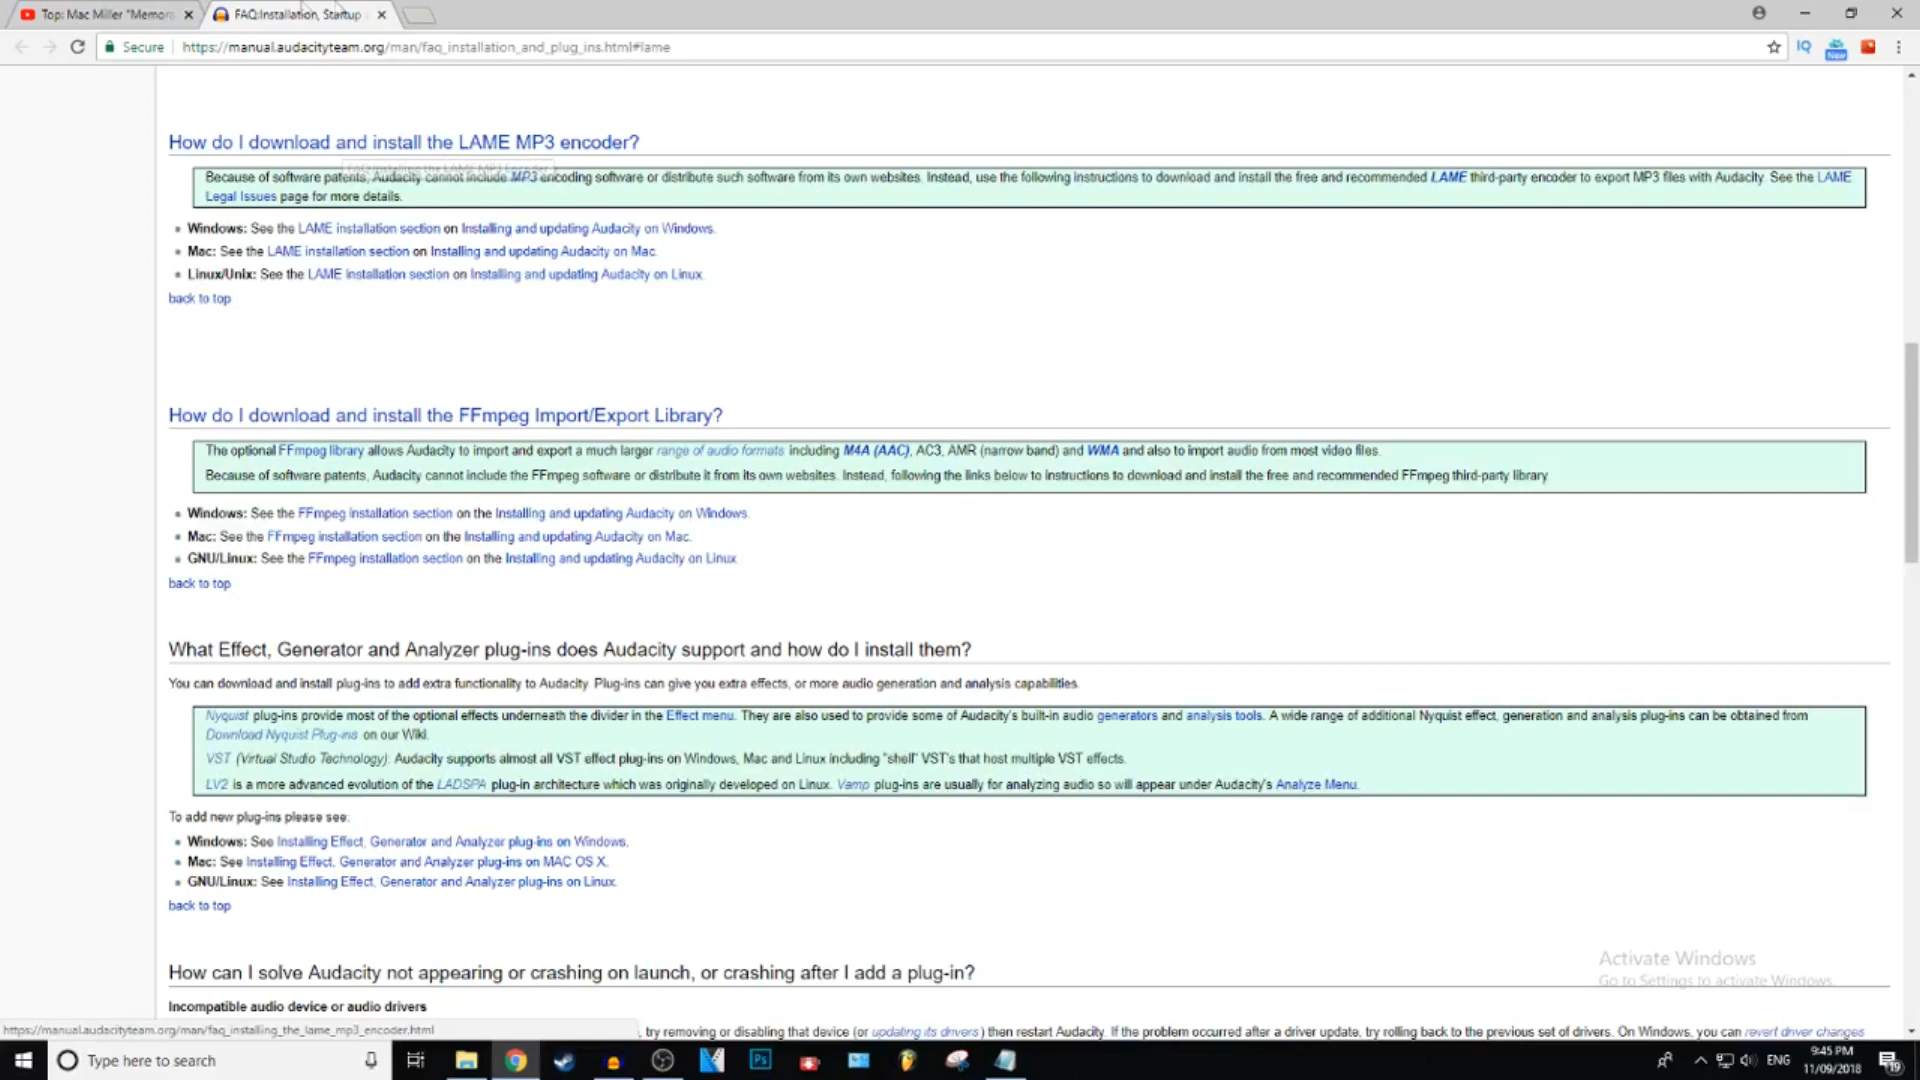 Top: Mac Miller "Memor
FAQ:Installation, Startup
Secure
https://manual.audacityteam.org/man/faq_installation_and_plug_ins.html#lame
IQ
New
How do I download and install the LAME MP3 encoder?
Because of software patents, Audacity cannot include MP3 encoding software or distribute such software from its own websites. Instead, use the following instructions to download and install the free and recommended LAME third-party encoder to export MP3 files with Audacity. See the LAME
Legal Issues page for more details.
Windows: See the LAME installation section on Installing and updating Audacity on Windows.
Mac: See the LAME installation section on Installing and updating Audacity on Mac.
Linux/Unix: See the LAME installation section on Installing and updating Audacity on Linux.
back to top
How do I download and install the FFmpeg Import/Export Library?
The optional FFmpeg library allows Audacity to import and export a much larger range of audio formats including M4A (AAC), AC3, AMR (narrow band) and WMA and also to import audio from most video files.
Because of software patents, Audacity cannot include the FFmpeg software or distribute it from its own websites. Instead, following the links below to instructions to download and install the free and recommended FFmpeg third-party library
Windows: See the FFmpeg installation section on the Installing and updating Audacity on Windows.
Mac: See the FFmpeg installation section on the Installing and updating Audacity on Mac.
GNU/Linux: See the FFmpeg installation section on the Installing and updating Audacity on Linux.
back to top
What Effect, Generator and Analyzer plug-ins does Audacity support and how do I install them?
You can download and install plug-ins to add extra functionality to Audacity. Plug-ins can give you extra effects, or more audio generation and analysis capabilities.
Nyquist plug-ins provide most of the optional effects underneath the divider in the Effect menu. They are also used to provide some of Audacity's built-in audio generators and analysis tools. A wide range of additional Nyquist effect, generation and analysis plug-ins can be obtained from
Download Nyquist Plug-ins on our Wiki.
VST (Virtual Studio Technology): Audacity supports almost all VST effect plug-ins on Windows, Mac and Linux including "shell" VST's that host multiple VST effects.
LV2 is a more advanced evolution of the LADSPA plug-in architecture which was originally developed on Linux. Vamp plug-ins are usually for analyzing audio so will appear under Audacity's Analyze Menu.
To add new plug-ins please see:
Windows: See Installing Effect, Generator and Analyzer plug-ins on Windows.
Mac: See Installing Effect, Generator and Analyzer plug-ins on MAC OS X.
GNU/Linux: See Installing Effect, Generator and Analyzer plug-ins on Linux.
back to top
How can I solve Audacity not appearing or crashing on launch, or crashing after I add a plug-in?
Activate Windows
Go to Settings to activate Windows.
Incompatible audio device or audio drivers
https://manual.audacityteam.org/man/faq_installing_the_lame_mp3_encoder.html
, try removing or disabling that device (or updating its drivers) then restart Audacity. If the problem occurred after a driver update, try rolling back to the previous set of drivers. On Windows, you can revert driver changes
Type here to search
Ps
ENG
9:45 PM
11/09/2018
19